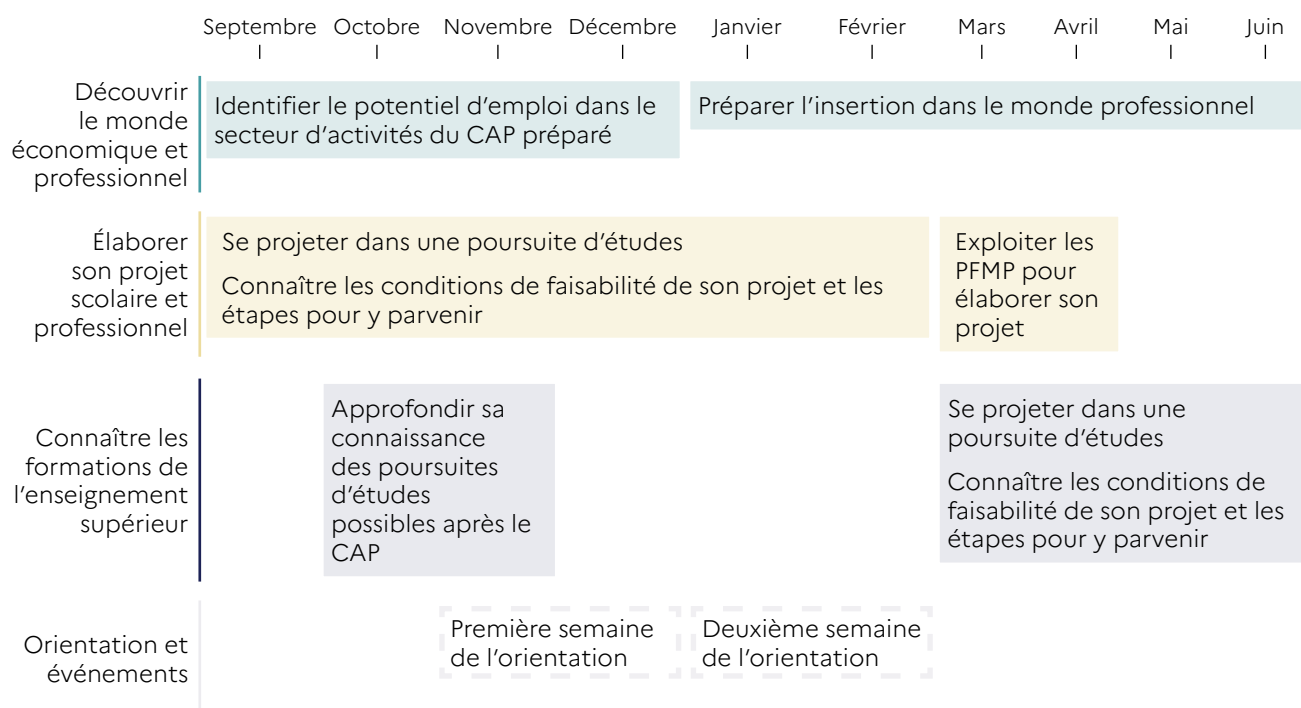 Septembre Octobre Novembre Décembre Janvier Février Mars Avril Mai Juin
Découvrir
le monde
économique et
professionnel
Identifier le potentiel d'emploi dans le
secteur d'activités du CAP préparé
Préparer l'insertion dans le monde professionnel
Élaborer
son projet
scolaire et
professionnel
Se projeter dans une poursuite d'études
Connaître les conditions de faisabilité de son projet et les
étapes pour y parvenir
Exploiter les
PFMP pour
élaborer son
projet
Connaître les
formations de
l'enseignement
supérieur
Approfondir sa
connaissance
des poursuites
d'études
possibles après le
CAP
Se projeter dans une
poursuite d'études
Connaître les conditions de
faisabilité de son projet et les
étapes pour y parvenir
Orientation et
événements
Première semaine
de l'orientation
Deuxième semaine
de l'orientation